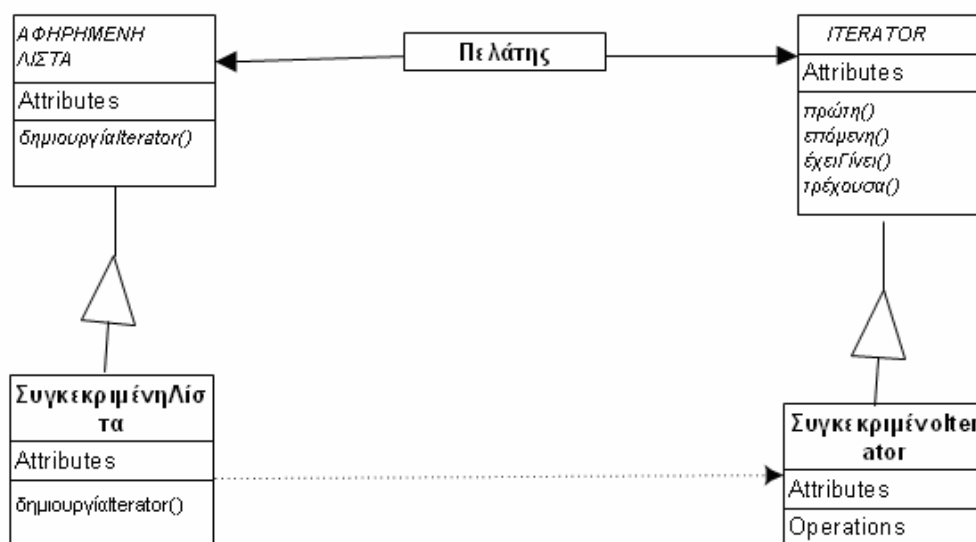 ΑΦΗΡΗΜΕΝΗ
ΛΙΣΤΑ
Attributes
δημιουργίαIterator()
Πελάτης
ITERATOR
Attributes
πρώτη()
επόμενη()
έχειΓίνει()
τρέχουσα()
ΣυγκεκριμένηΛίσ
τα
Attributes
δημιουργίαIterator()
ΣυγκεκριμένοIter
ator
Attributes
Operations